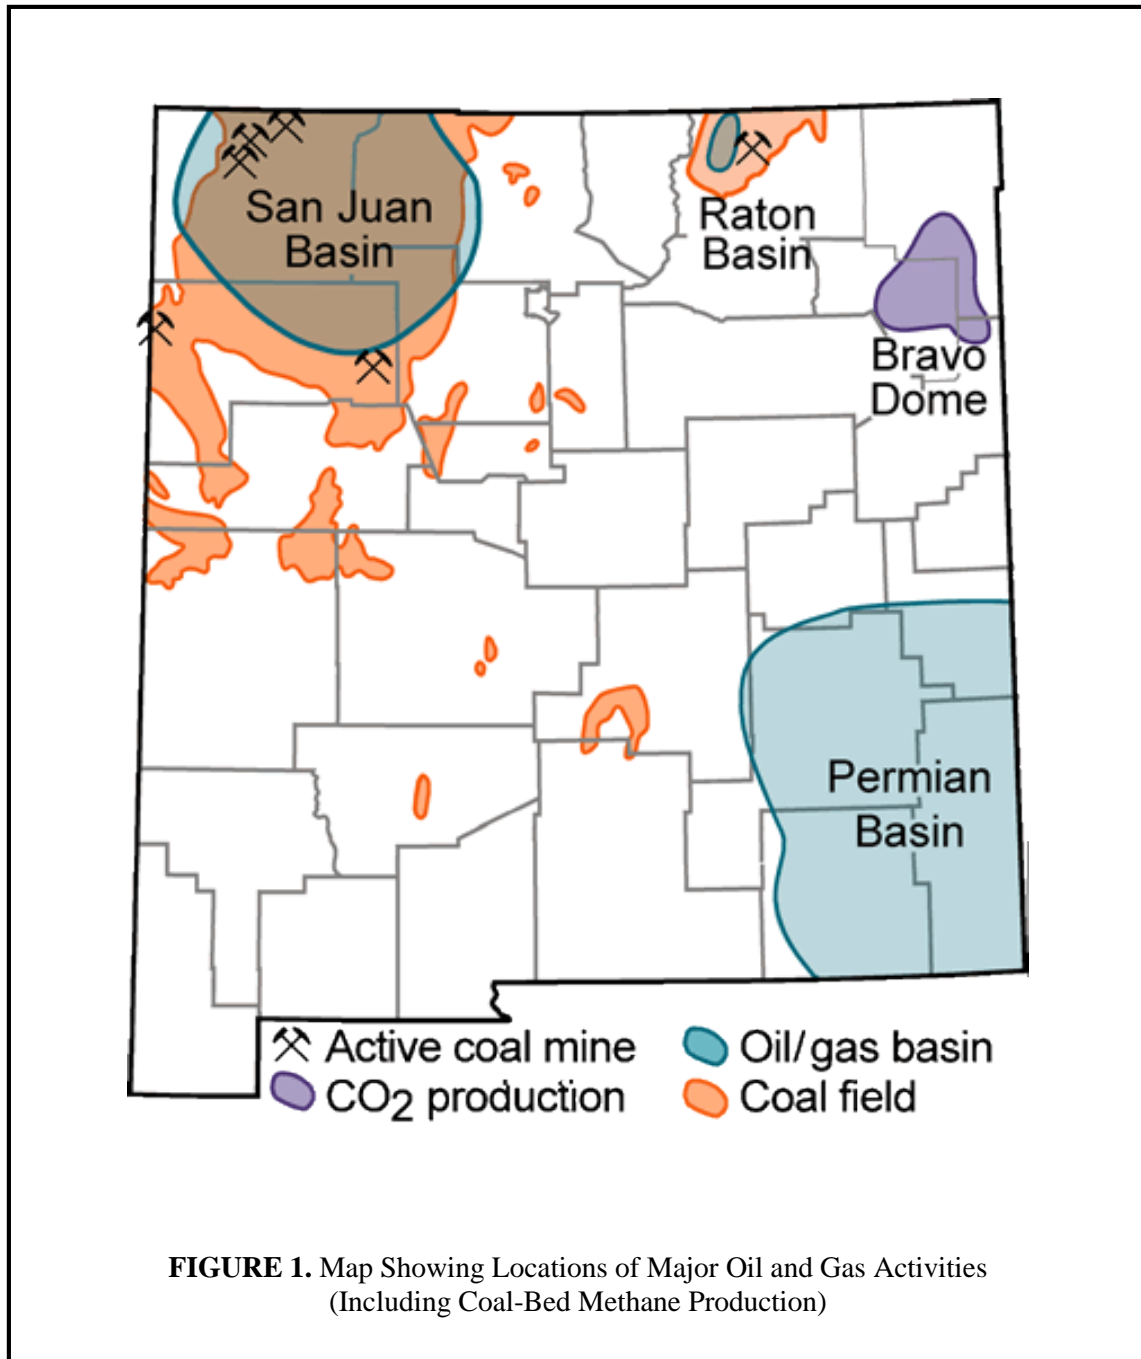 San Juan
Basin
Raton
Basin
Bravo
Dome
Permian
Basin
Active coal mine
Oil/gas basin
CO2 production
Coal field
FIGURE 1. Map Showing Locations of Major Oil and Gas Activities
(Including Coal-Bed Methane Production)